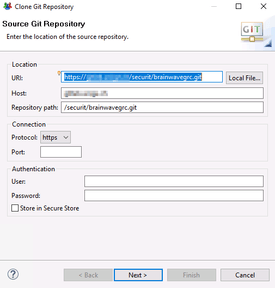 Clone Git Repository
Source Git Repository
Enter the location of the source repository.
GIT
Location
URI: https:// /securit/brainwavegrc.git Local File...
Host:
Repository path: /securit/brainwavegrc.git
Connection
Protocol: https
Port:
Authentication
User:
Password:
Store in Secure Store
? < Back Next > Finish Cancel